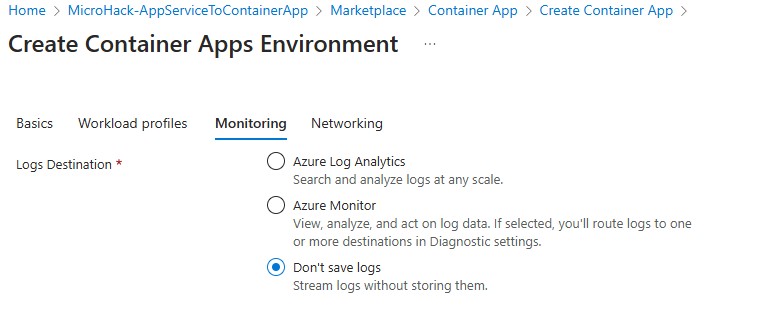 Home > MicroHack-AppServiceToContainerApp > Marketplace > Container App > Create Container App >
Create Container Apps Environment ...
Basics Workload profiles Monitoring Networking
Logs Destination *
Azure Log Analytics
Search and analyze logs at any scale.
Azure Monitor
View, analyze, and act on log data. If selected, you'll route logs to one
or more destinations in Diagnostic settings.
Don't save logs
Stream logs without storing them.